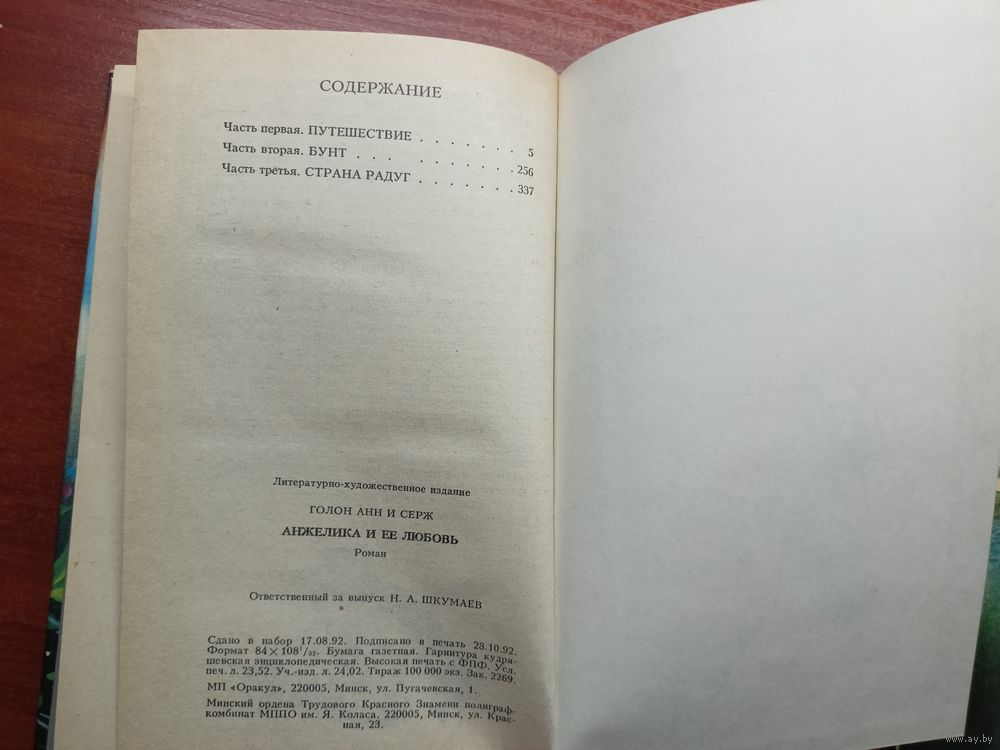 СОДЕРЖАНИЕ
Часть первая. ПУТЕШЕСТВИЕ . . . . . . . 5
Часть вторая. БУНТ . . . . . . . . 256
Часть третья. СТРАНА РАДУГ . . . . . . . 337
Литературно-художественное издание
ГОЛОН АНН И СЕРЖ
АНЖЕЛИКА И ЕЕ ЛЮБОВЬ
Роман
Ответственный за выпуск Н. А. ШКУМАЕВ
Сдано в набор 17.08.92. Подписано в печать 28.10.92.
Формат 84×108¹/₃₂. Бумага газетная. Гарнитура кудря-
шевская энциклопедическая. Высокая печать с ФПФ. Усл.
печ. л. 23,52. Уч.-изд. л. 24,02. Тираж 100 000 экз. Зак. 2269.
МП «Оракул», 220005, Минск, ул. Пугачевская, 1.
Минский ордена Трудового Красного Знамени полиграф-
комбинат МППО им. Я. Коласа. 220005, Минск, ул. Крас-
ная, 23.
www.ay.by